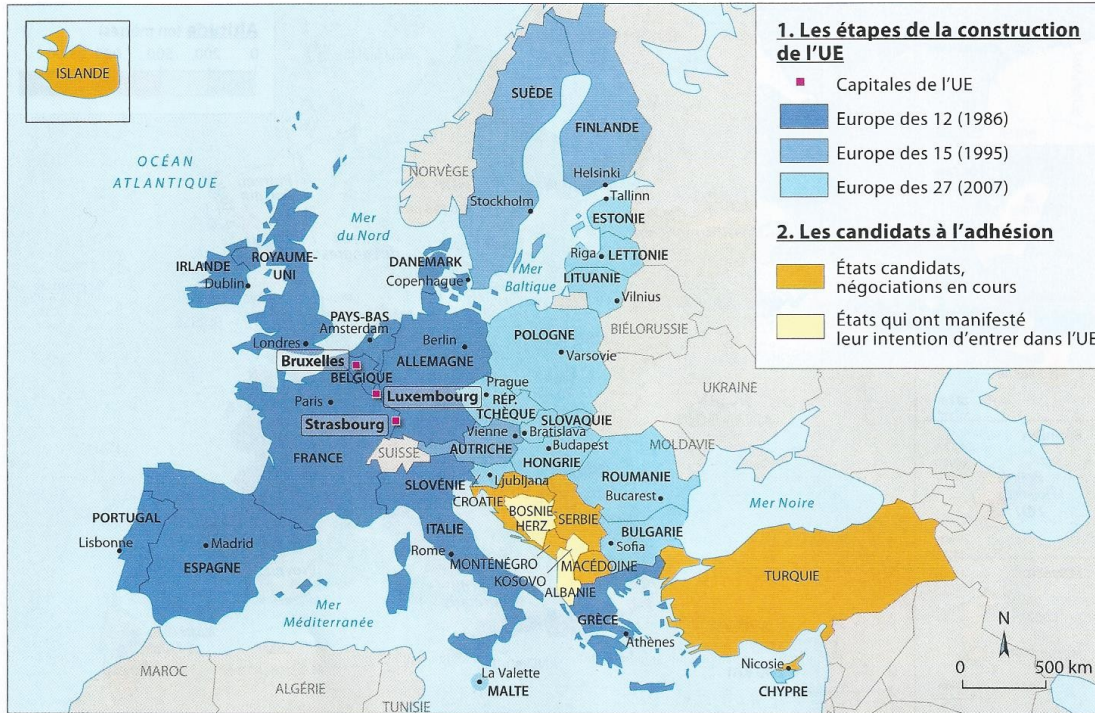 ISLANDE
OCÉAN
ATLANTIQUE
SUÈDE
FINLANDE
NORVÈGE
Helsinki
Tallinn
Stockholm
ESTONIE
Mer
du Nord
Riga
LETTONIE
ROYAUME-
UNI
IRLANDE
Dublin
DANEMARK
Copenhague
Mer
Baltique
LITUANIE
Vilnius
PAYS-BAS
Amsterdam
BIÉLORUSSIE
Londres
Berlin
POLOGNE
Varsovie
Bruxelles
ALLEMAGNE
BELGIQUE
Prague
UKRAINE
Paris
Luxembourg
RÉP.
TCHÈQUE
Strasbourg
SLOVAQUIE
Vienne
Bratislava
Budapest
MOLDAVIE
FRANCE
SUISSE
AUTRICHE
HONGRIE
SLOVÉNIE
Ljubljana
ROUMANIE
Bucarest
CROATIE
BOSNIE
HERZ.
SERBIE
Mer Noire
PORTUGAL
Lisbonne
Madrid
ESPAGNE
ITALIE
Rome
BULGARIE
Sofia
MONTÉNÉGRO
KOSOVO
MACÉDOINE
ALBANIE
TURQUIE
Mer
Méditerranée
GRÈCE
Athènes
MAROC
ALGÉRIE
TUNISIE
La Valette
MALTE
Nicosie
CHYPRE
N
0 500 km
1. Les étapes de la construction
de l'UE
Capitales de l'UE
Europe des 12 (1986)
Europe des 15 (1995)
Europe des 27 (2007)
2. Les candidats à l'adhésion
États candidats,
négociations en cours
États qui ont manifesté
leur intention d'entrer dans l'UE